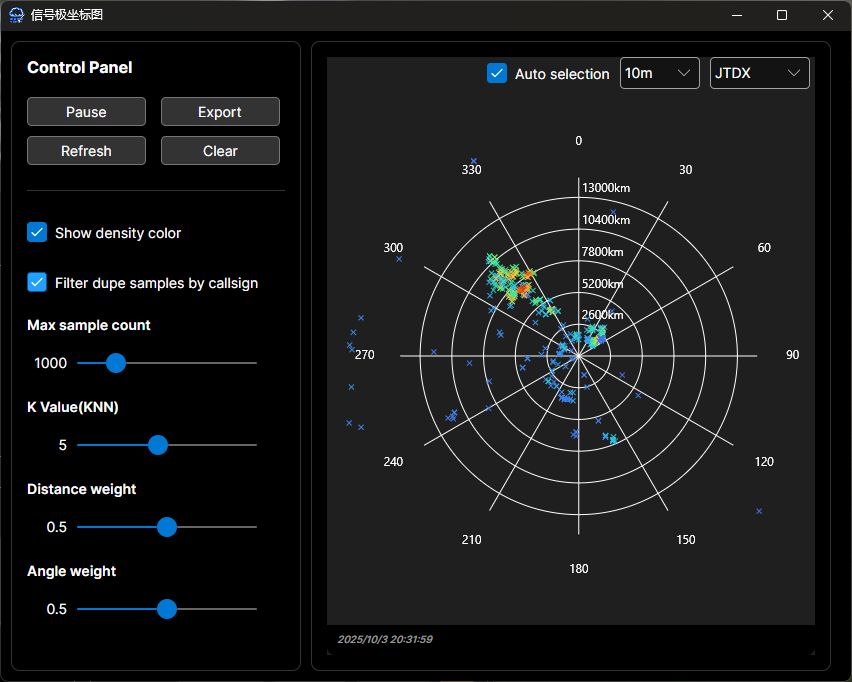 信号极坐标图
Control Panel
Pause
Export
Refresh
Clear
Show density color
Filter dupe samples by callsign
Max sample count
1000
K Value(KNN)
5
Distance weight
0.5
Angle weight
0.5
Auto selection
10m
JTDX
0
330
30
13000km
10400km
300
60
7800km
5200km
2600km
270
90
240
120
210
150
180
2025/10/3 20:31:59